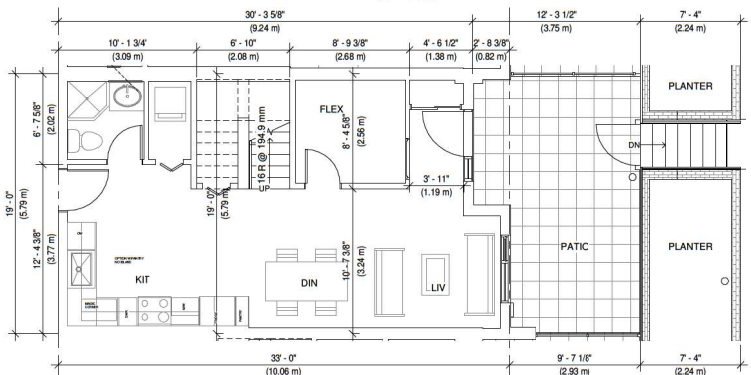 30' - 3 5/8"
(9.24 m)
12' - 3 1/2"
(3.75 m)
7' - 4"
(2.24 m)
10' - 1 3/4'
(3.09 m)
6' - 10"
(2.08 m)
8' - 9 3/8"
(2.68 m)
4' - 6 1/2"
(1.38 m)
2' - 8 3/8"
(0.82 m)
19' - 0"
(5.79 m)
6' - 7 5/8"
(2.02 m)
12' - 4 3/8"
(3.77 m)
19' - 0"
(5.79 m)
16 R @ 194.9 mm
UP
FLEX
8' - 4 5/8"
(2.56 m)
3' - 11"
(1.19 m)
10' - 7 3/8"
(3.24 m)
KIT
DIN
LIV
PATIC
DN
PLANTER
PLANTER
33' - 0"
(10.06 m)
9' - 7 1/8"
(2.93 m)
7' - 4"
(2.24 m)